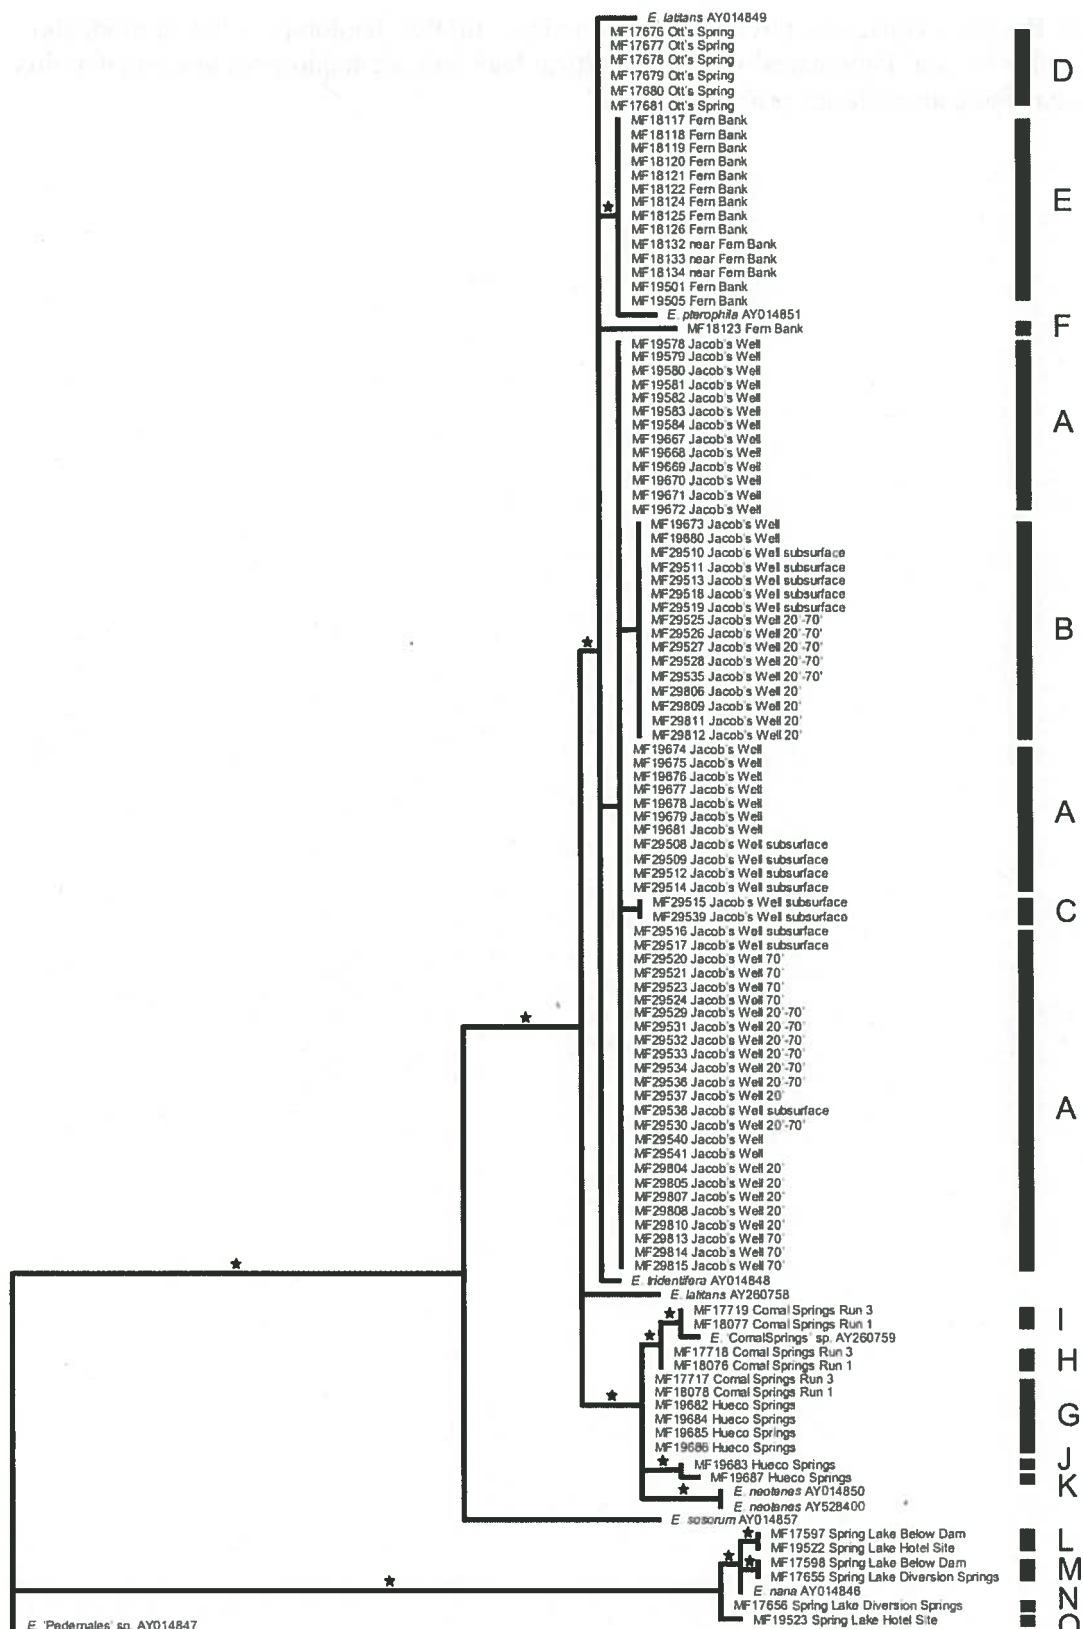 E. latitans AY014849
MF17676 Ott's Spring
MF17677 Ott's Spring
MF17678 Ott's Spring
MF17679 Ott's Spring
MF17680 Ott's Spring
MF17681 Ott's Spring
D
MF18117 Fern Bank
MF18118 Fern Bank
MF18119 Fern Bank
MF18120 Fern Bank
MF18121 Fern Bank
MF18122 Fern Bank
MF18124 Fern Bank
MF18125 Fern Bank
MF18126 Fern Bank
MF18132 near Fern Bank
MF18133 near Fern Bank
MF18134 near Fern Bank
MF19501 Fern Bank
MF19505 Fern Bank
E
E. pterophila AY014851
MF18123 Fern Bank
F
MF19578 Jacob's Well
MF19579 Jacob's Well
MF19580 Jacob's Well
MF19581 Jacob's Well
MF19582 Jacob's Well
MF19583 Jacob's Well
MF19584 Jacob's Well
MF19667 Jacob's Well
MF19668 Jacob's Well
MF19669 Jacob's Well
MF19670 Jacob's Well
MF19671 Jacob's Well
MF19672 Jacob's Well
A
MF19673 Jacob's Well
MF19680 Jacob's Well
MF29510 Jacob's Well subsurface
MF29511 Jacob's Well subsurface
MF29513 Jacob's Well subsurface
MF29518 Jacob's Well subsurface
MF29519 Jacob's Well subsurface
MF29525 Jacob's Well 20'-70'
MF29526 Jacob's Well 20'-70'
MF29527 Jacob's Well 20'-70'
MF29528 Jacob's Well 20'-70'
MF29535 Jacob's Well 20'-70'
MF29806 Jacob's Well 20'
MF29809 Jacob's Well 20'
MF29811 Jacob's Well 20'
MF29812 Jacob's Well 20'
B
MF19674 Jacob's Well
MF19675 Jacob's Well
MF19676 Jacob's Well
MF19677 Jacob's Well
MF19678 Jacob's Well
MF19679 Jacob's Well
MF19681 Jacob's Well
MF29508 Jacob's Well subsurface
MF29509 Jacob's Well subsurface
MF29512 Jacob's Well subsurface
MF29514 Jacob's Well subsurface
A
MF29515 Jacob's Well subsurface
MF29539 Jacob's Well subsurface
C
MF29516 Jacob's Well subsurface
MF29517 Jacob's Well subsurface
MF29520 Jacob's Well 70'
MF29521 Jacob's Well 70'
MF29523 Jacob's Well 70'
MF29524 Jacob's Well 70'
MF29529 Jacob's Well 20'-70'
MF29531 Jacob's Well 20'-70'
MF29532 Jacob's Well 20'-70'
MF29533 Jacob's Well 20'-70'
MF29534 Jacob's Well 20'-70'
MF29536 Jacob's Well 20'-70'
MF29537 Jacob's Well 20'
MF29538 Jacob's Well subsurface
MF29530 Jacob's Well 20'-70'
MF29540 Jacob's Well
MF29541 Jacob's Well
MF29804 Jacob's Well 20'
MF29805 Jacob's Well 20'
MF29807 Jacob's Well 20'
MF29808 Jacob's Well 20'
MF29810 Jacob's Well 20'
MF29813 Jacob's Well 70'
MF29814 Jacob's Well 70'
MF29815 Jacob's Well 70'
A
E. tridentifera AY014848
E. latitans AY260758
MF17719 Comal Springs Run 3
MF18077 Comal Springs Run 1
I
E. 'ComalSprings' sp. AY260759
MF17718 Comal Springs Run 3
MF18076 Comal Springs Run 1
H
MF17717 Comal Springs Run 3
MF18078 Comal Springs Run 1
MF19682 Hueco Springs
MF19684 Hueco Springs
MF19685 Hueco Springs
MF19686 Hueco Springs
G
MF19683 Hueco Springs
J
MF19687 Hueco Springs
K
E. neotenes AY014850
E. neotenes AY528400
E. sosorum AY014857
MF17597 Spring Lake Below Dam
MF19522 Spring Lake Hotel Site
L
MF17598 Spring Lake Below Dam
MF17655 Spring Lake Diversion Springs
M
E. nana AY014846
MF17656 Spring Lake Diversion Springs
N
MF19523 Spring Lake Hotel Site
O
E. 'Pedernales' sp. AY014847